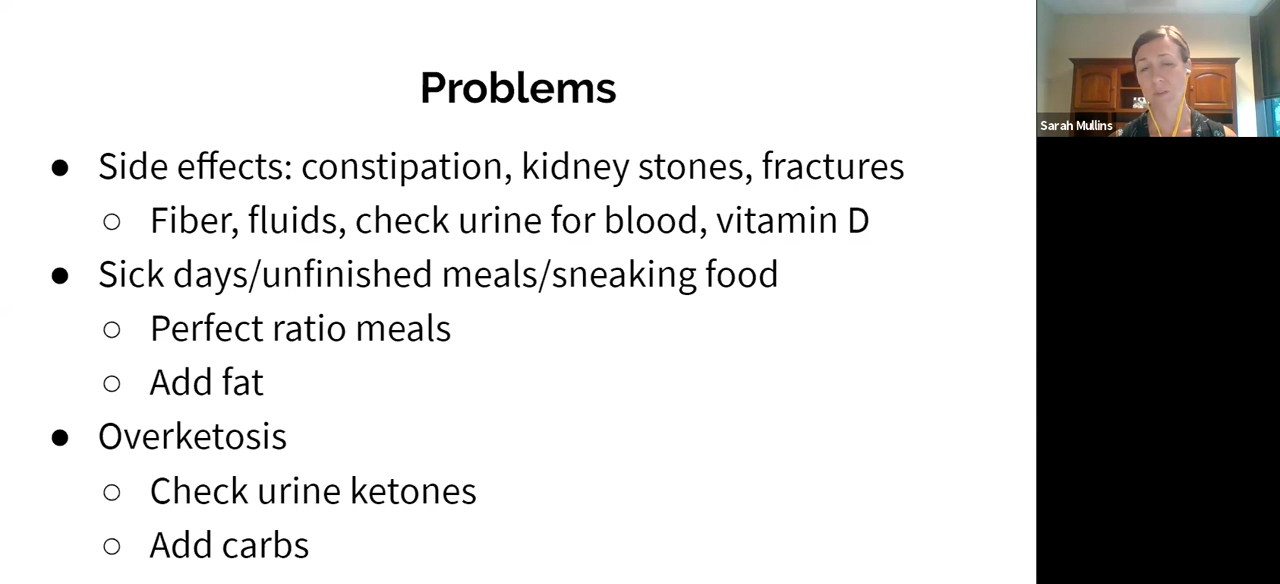 Problems
● Side effects: constipation, kidney stones, fractures
○ Fiber, fluids, check urine for blood, vitamin D
● Sick days/unfinished meals/sneaking food
○ Perfect ratio meals
○ Add fat
● Overketosis
○ Check urine ketones
○ Add carbs
Sarah Mullins